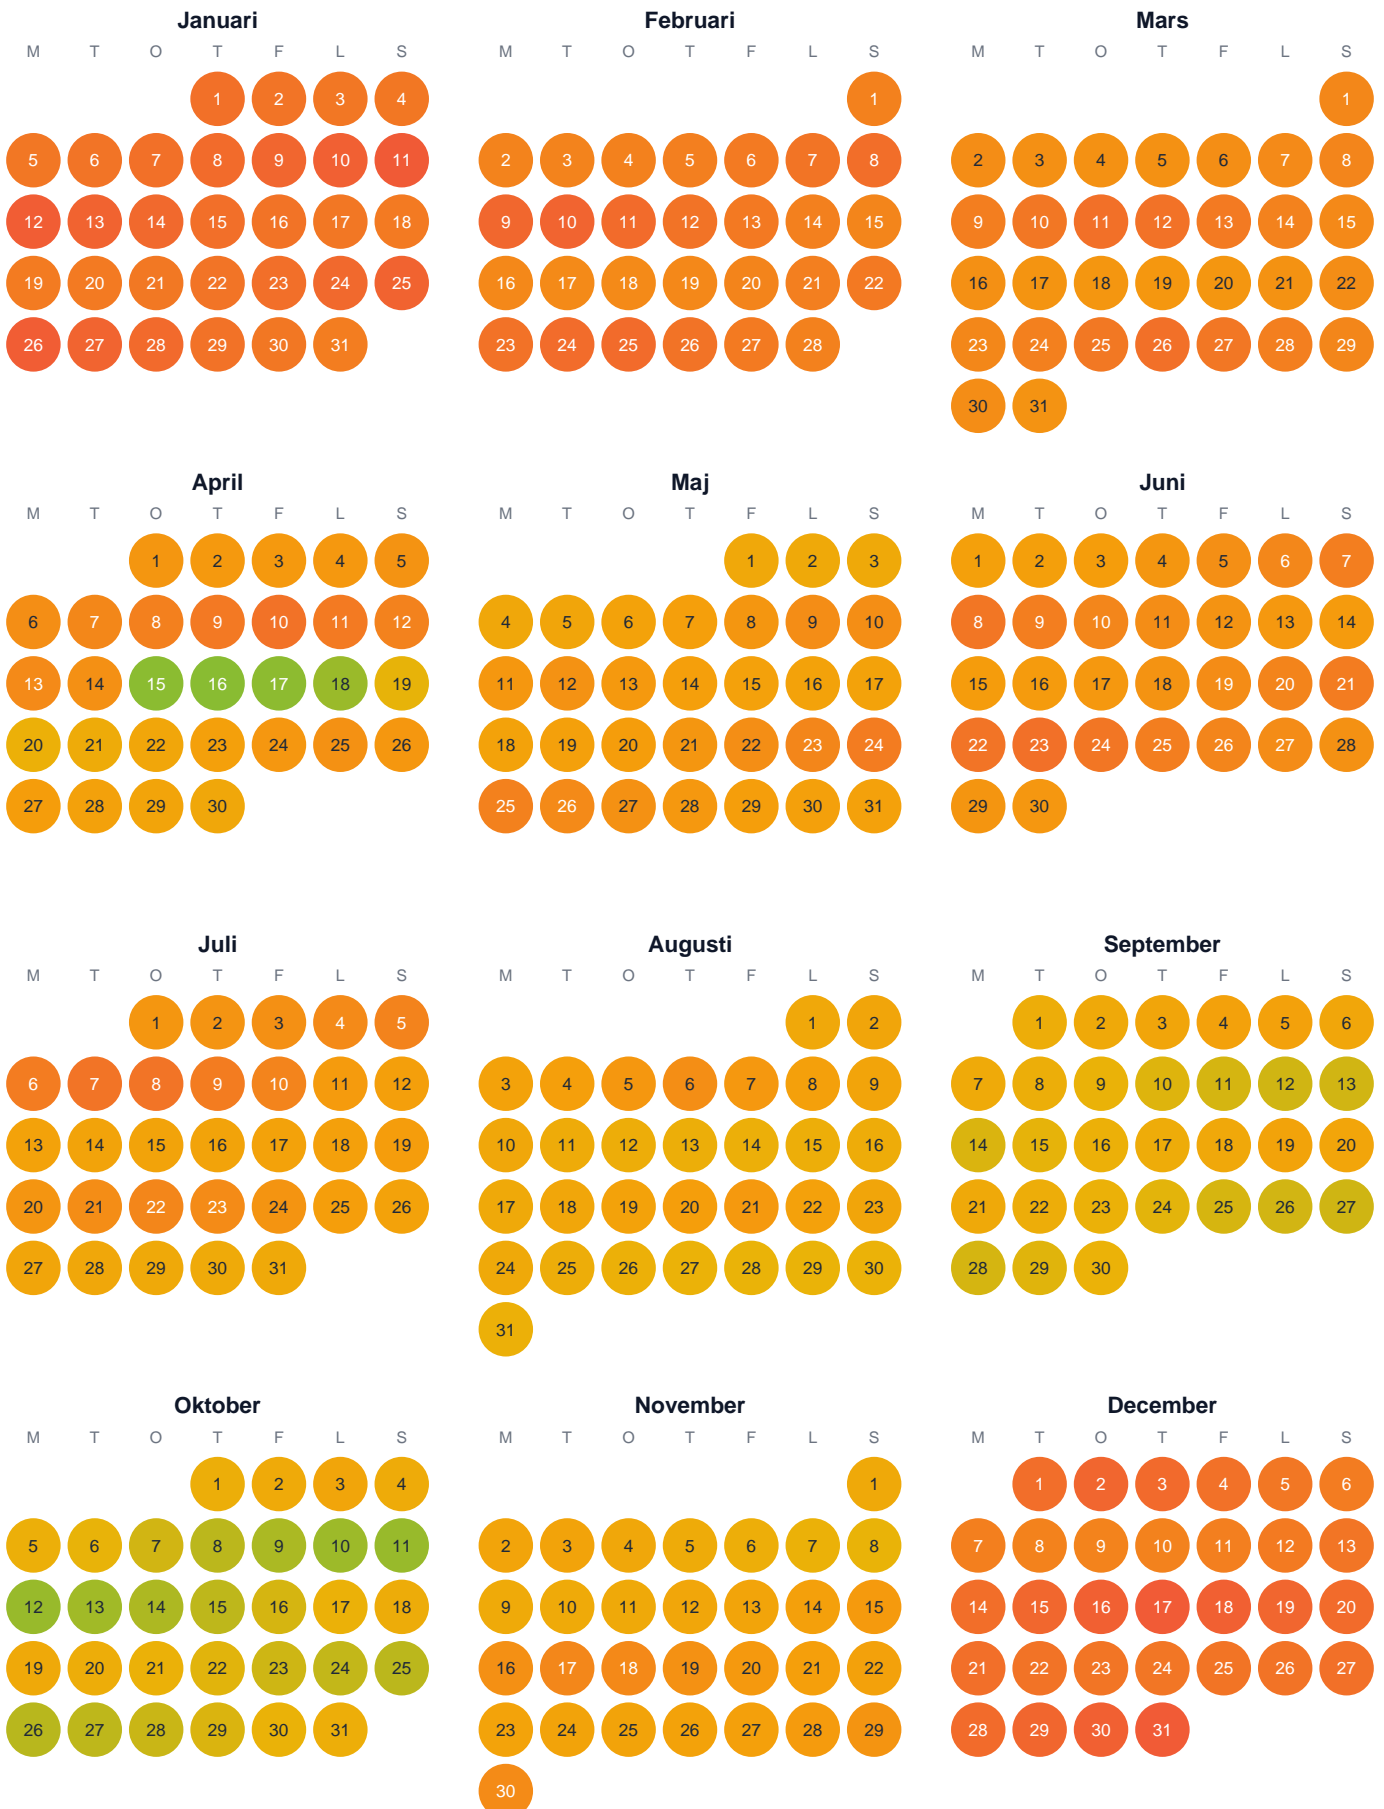 Januari Februari Mars
M T O T F L S M T O T F L S M T O T F L S
1 2 3 4 1 1
5 6 7 8 9 10 11 2 3 4 5 6 7 8 2 3 4 5 6 7 8
12 13 14 15 16 17 18 9 10 11 12 13 14 15 9 10 11 12 13 14 15
19 20 21 22 23 24 25 16 17 18 19 20 21 22 16 17 18 19 20 21 22
26 27 28 29 30 31 23 24 25 26 27 28 23 24 25 26 27 28 29
30 31
April Maj Juni
M T O T F L S M T O T F L S M T O T F L S
1 2 3 4 5 1 2 3 1 2 3 4 5 6 7
6 7 8 9 10 11 12 4 5 6 7 8 9 10 8 9 10 11 12 13 14
13 14 15 16 17 18 19 11 12 13 14 15 16 17 15 16 17 18 19 20 21
20 21 22 23 24 25 26 18 19 20 21 22 23 24 22 23 24 25 26 27 28
27 28 29 30 25 26 27 28 29 30 31 29 30
Juli Augusti September
M T O T F L S M T O T F L S M T O T F L S
1 2 3 4 5 1 2 1 2 3 4 5 6
6 7 8 9 10 11 12 3 4 5 6 7 8 9 7 8 9 10 11 12 13
13 14 15 16 17 18 19 10 11 12 13 14 15 16 14 15 16 17 18 19 20
20 21 22 23 24 25 26 17 18 19 20 21 22 23 21 22 23 24 25 26 27
27 28 29 30 31 24 25 26 27 28 29 30 28 29 30
31
Oktober November December
M T O T F L S M T O T F L S M T O T F L S
1 2 3 4 1 1 2 3 4 5 6
5 6 7 8 9 10 11 2 3 4 5 6 7 8 7 8 9 10 11 12 13
12 13 14 15 16 17 18 9 10 11 12 13 14 15 14 15 16 17 18 19 20
19 20 21 22 23 24 25 16 17 18 19 20 21 22 21 22 23 24 25 26 27
26 27 28 29 30 31 23 24 25 26 27 28 29 28 29 30 31
30